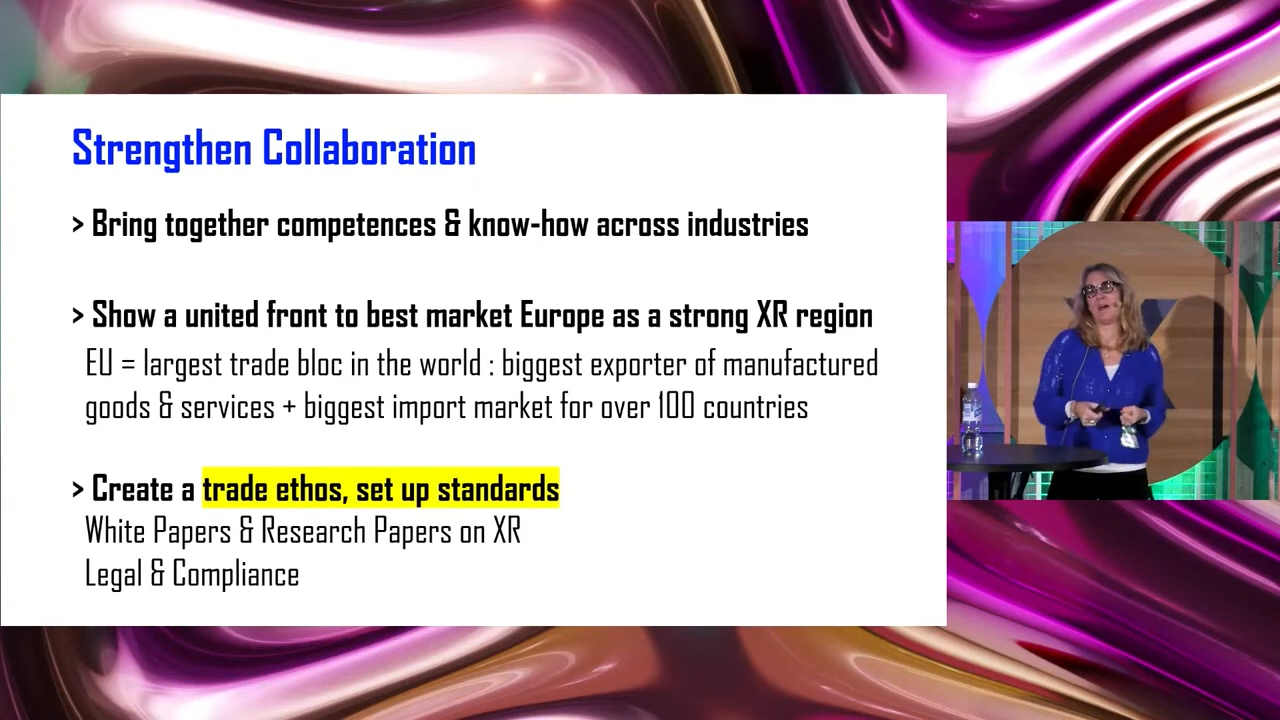 Strengthen Collaboration
> Bring together competences & know-how across industries
> Show a united front to best market Europe as a strong XR region
EU = largest trade bloc in the world : biggest exporter of manufactured
goods & services + biggest import market for over 100 countries
> Create a trade ethos, set up standards
White Papers & Research Papers on XR
Legal & Compliance